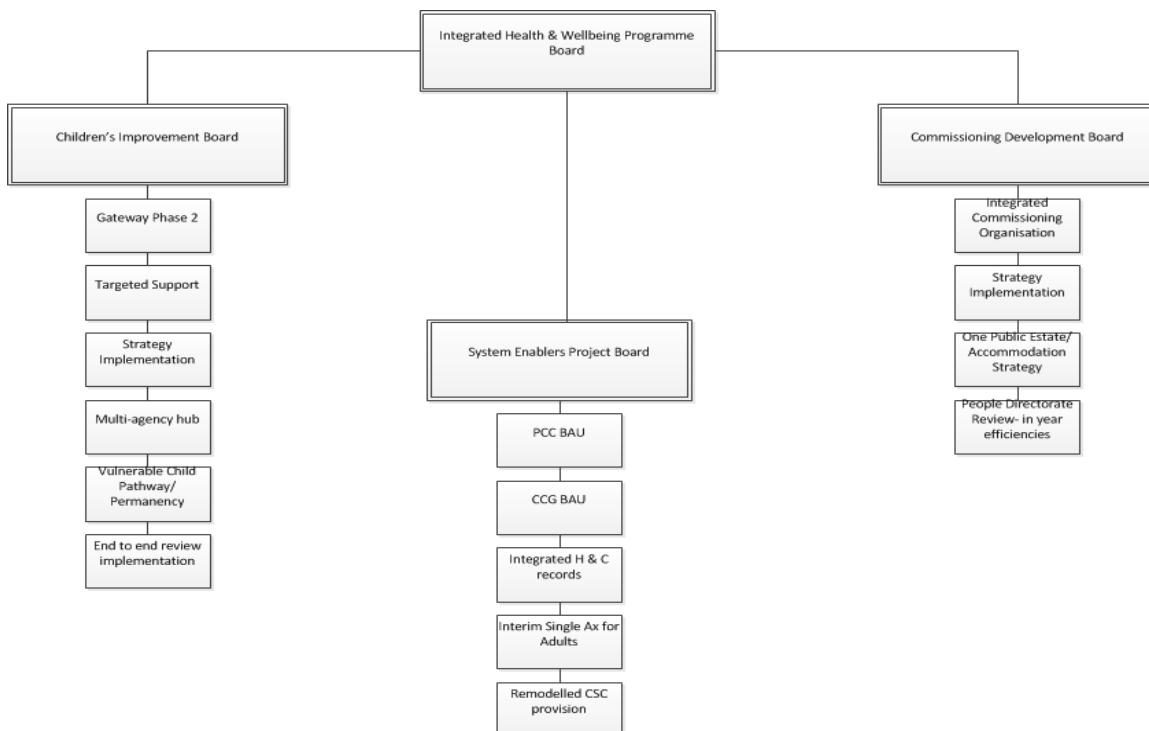 Integrated Health & Wellbeing Programme
Board
Children's Improvement Board
Gateway Phase 2
Targeted Support
Strategy
Implementation
Multi-agency hub
Vulnerable Child
Pathway/
Permanency
End to end review
implementation
System Enablers Project Board
PCC BAU
CCG BAU
Integrated H & C
records
Interim Single Ax for
Adults
Remodelled CSC
provision
Commissioning Development Board
Integrated
Commissioning
Organisation
Strategy
Implementation
One Public Estate/
Accommodation
Strategy
People Directorate
Review- in year
efficiencies